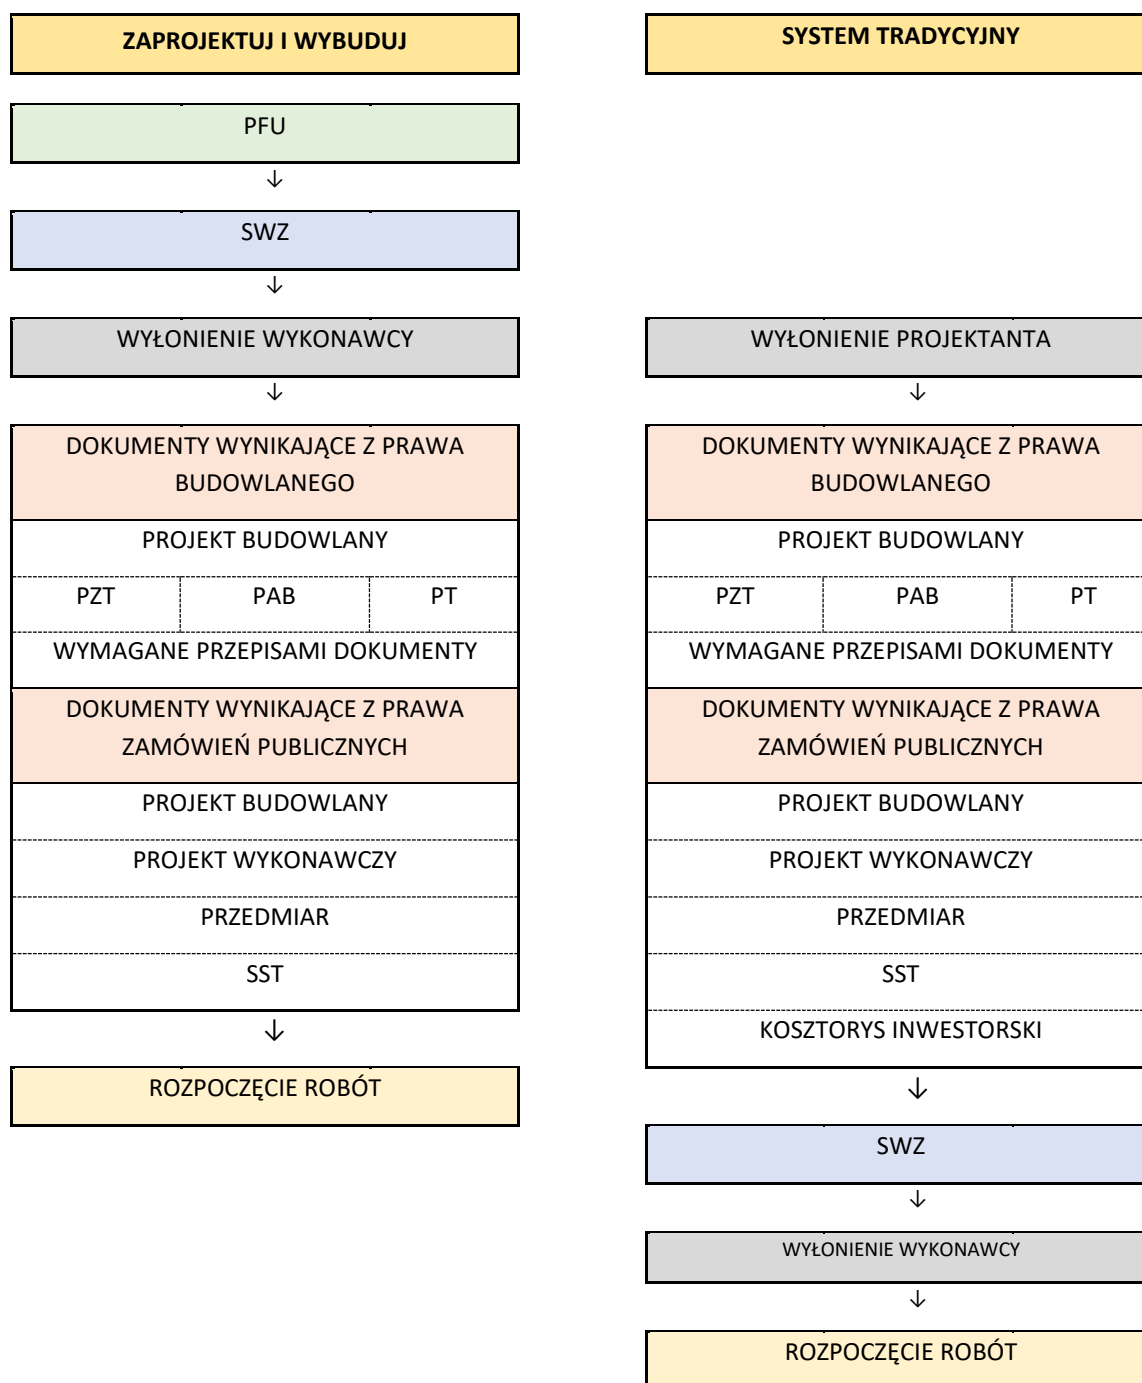 ZAPROJEKTUJ I WYBUDUJ
PFU
↓
SWZ
↓
WYŁONIENIE WYKONAWCY
↓
DOKUMENTY WYNIKAJĄCE Z PRAWA
BUDOWLANEGO
PROJEKT BUDOWLANY
PZT PAB PT
WYMAGANE PRZEPISAMI DOKUMENTY
DOKUMENTY WYNIKAJĄCE Z PRAWA
ZAMÓWIEŃ PUBLICZNYCH
PROJEKT BUDOWLANY
PROJEKT WYKONAWCZY
PRZEDMIAR
SST
↓
ROZPOCZĘCIE ROBÓT
SYSTEM TRADYCYJNY
WYŁONIENIE PROJEKTANTA
↓
DOKUMENTY WYNIKAJĄCE Z PRAWA
BUDOWLANEGO
PROJEKT BUDOWLANY
PZT PAB PT
WYMAGANE PRZEPISAMI DOKUMENTY
DOKUMENTY WYNIKAJĄCE Z PRAWA
ZAMÓWIEŃ PUBLICZNYCH
PROJEKT BUDOWLANY
PROJEKT WYKONAWCZY
PRZEDMIAR
SST
KOSZTORYS INWESTORSKI
↓
SWZ
↓
WYŁONIENIE WYKONAWCY
↓
ROZPOCZĘCIE ROBÓT